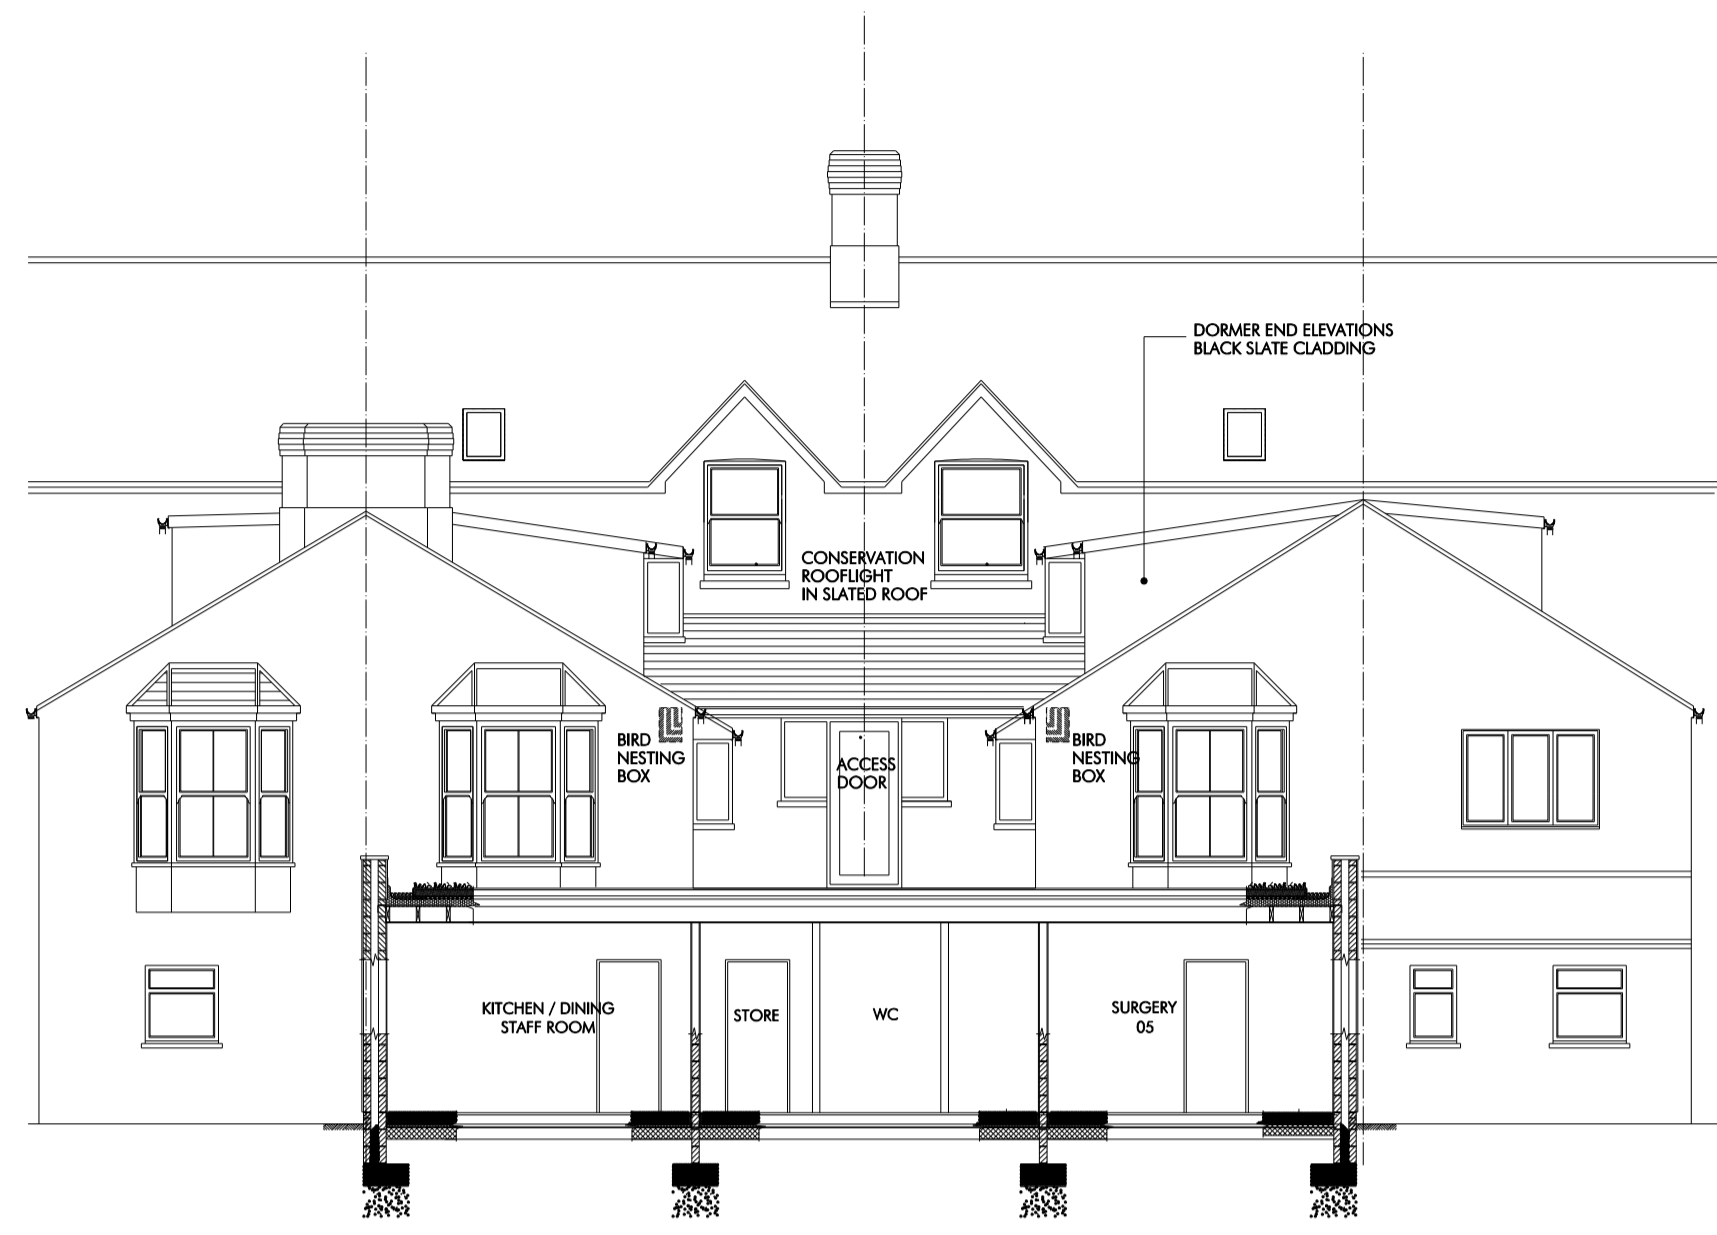 DORMER END ELEVATIONS
BLACK SLATE CLADDING
CONSERVATION
ROOFLIGHT
IN SLATED ROOF
BIRD
NESTING
BOX
ACCESS
DOOR
BIRD
NESTING
BOX
KITCHEN / DINING
STAFF ROOM
STORE
WC
SURGERY
05